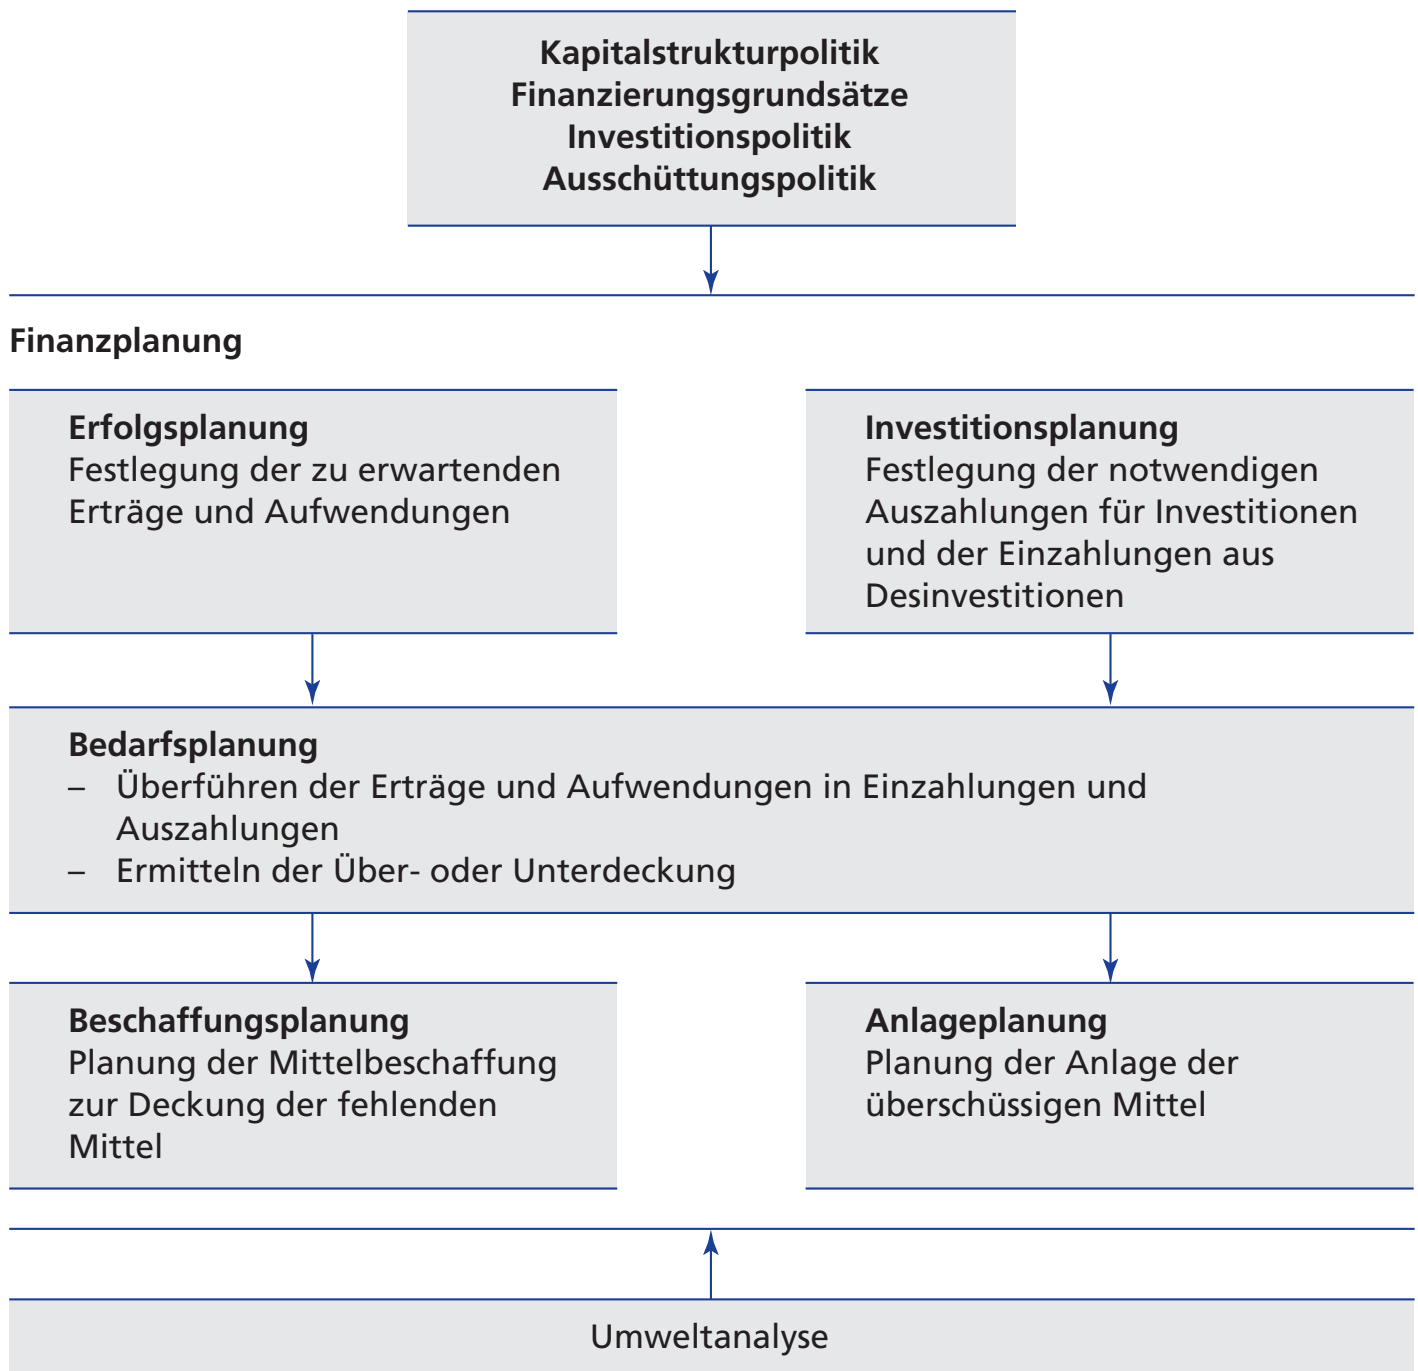 Kapitalstrukturpolitik
Finanzierungsgrundsätze
Investitionspolitik
Ausschüttungspolitik
Finanzplanung
Erfolgsplanung
Festlegung der zu erwartenden
Erträge und Aufwendungen
Investitionsplanung
Festlegung der notwendigen
Auszahlungen für Investitionen
und der Einzahlungen aus
Desinvestitionen
Bedarfsplanung
– Überführen der Erträge und Aufwendungen in Einzahlungen und
Auszahlungen
– Ermitteln der Über- oder Unterdeckung
Beschaffungsplanung
Planung der Mittelbeschaffung
zur Deckung der fehlenden
Mittel
Anlageplanung
Planung der Anlage der
überschüssigen Mittel
Umweltanalyse